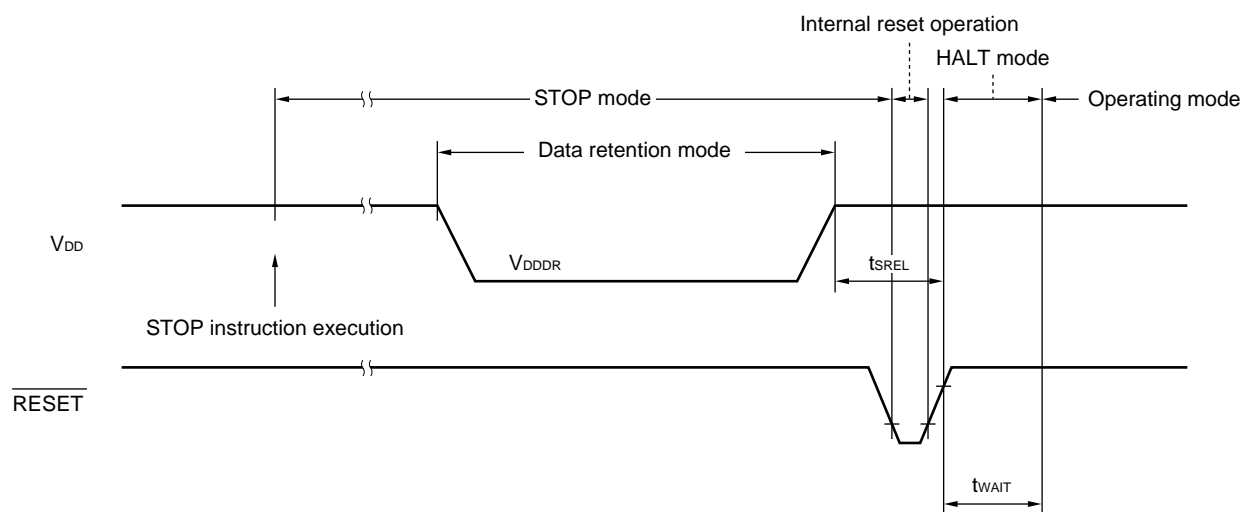 Internal reset operation
HALT mode
STOP mode
Operating mode
Data retention mode
VDD
VDDDR
tSREL
STOP instruction execution
RESET
tWAIT